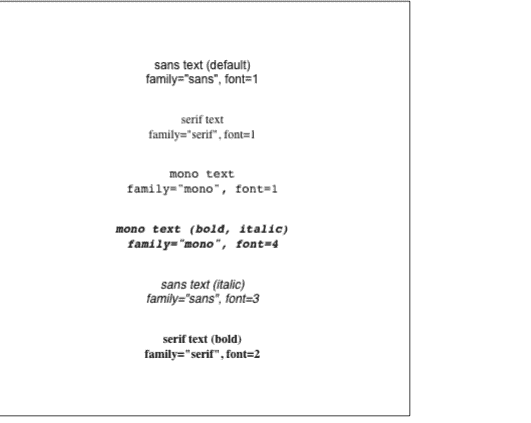 sans text (default)
family="sans", font=1
serif text
family="serif", font=1
mono text
family="mono", font=1
mono text (bold, italic)
family="mono", font=4
sans text (italic)
family="sans", font=3
serif text (bold)
family="serif", font=2